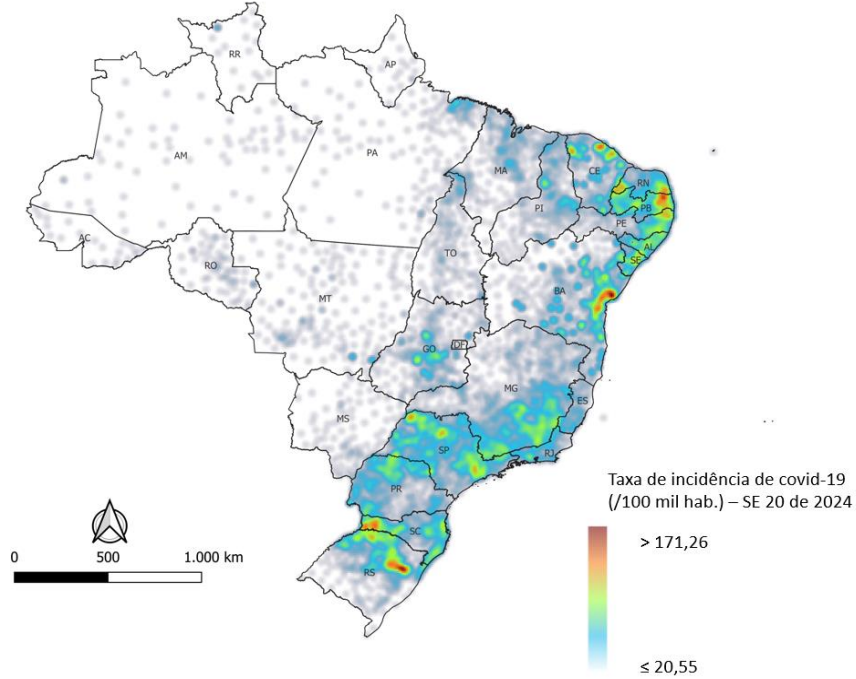 RR
AP
AM
PA
MA
CE
RN
PB
PI
PE
AL
SE
AC
TO
RO
BA
MT
GO
DF
MG
ES
MS
SP
RJ
PR
SC
RS
Taxa de incidência de covid-19
(/100 mil hab.) – SE 20 de 2024
> 171,26
≤ 20,55
0 500 1.000 km